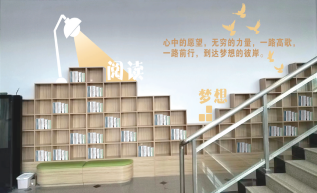 心中的愿望，无穷的力量，一路高歌，
一路前行，到达梦想的彼岸。
阅读
梦想